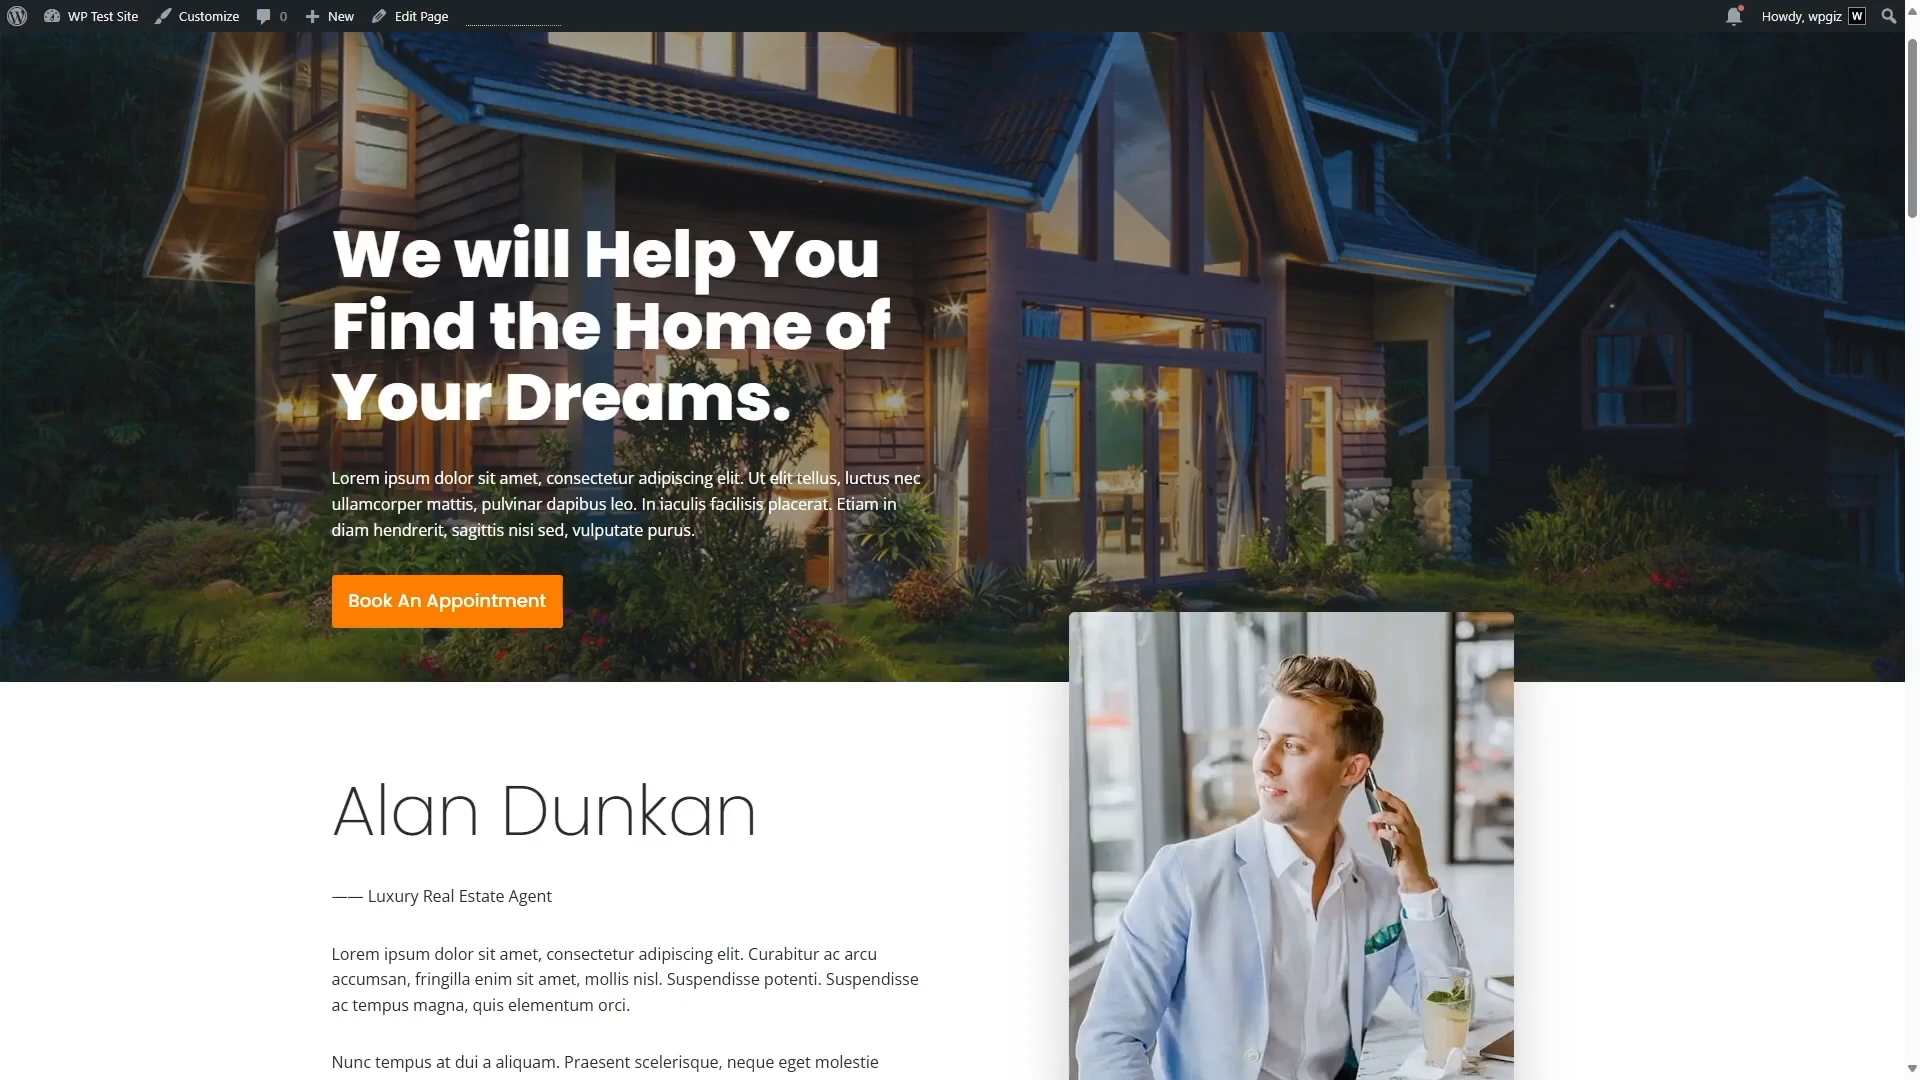 WP Test Site Customize 0 New Edit Page Howdy, wpgiz W
We will Help You
Find the Home of
Your Dreams.
Lorem ipsum dolor sit amet, consectetur adipiscing elit. Ut elit tellus, luctus nec
ullamcorper mattis, pulvinar dapibus leo. In iaculis facilisis placerat. Etiam in
diam hendrerit, sagittis nisi sed, vulputate purus.
Book An Appointment
Alan Dunkan
—— Luxury Real Estate Agent
Lorem ipsum dolor sit amet, consectetur adipiscing elit. Curabitur ac arcu
accumsan, fringilla enim sit amet, mollis nisl. Suspendisse potenti. Suspendisse
ac tempus magna, quis elementum orci.
Nunc tempus at dui a aliquam. Praesent scelerisque, neque eget molestie